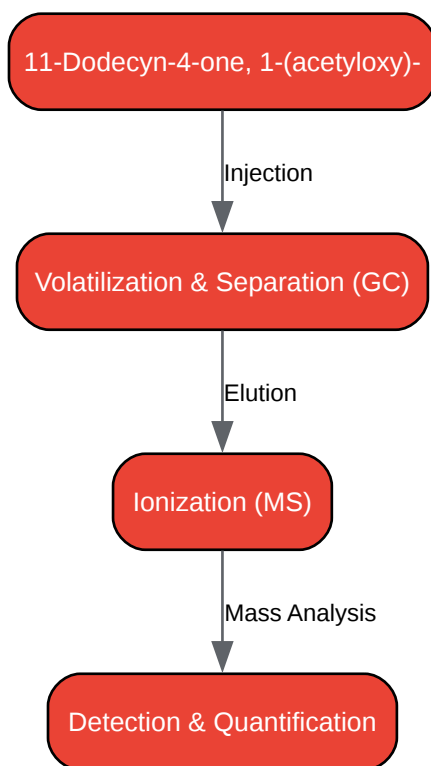 11-Dodecyn-4-one, 1-(acetyloxy)-
Injection
Volatilization & Separation (GC)
Elution
Ionization (MS)
Mass Analysis
Detection & Quantification